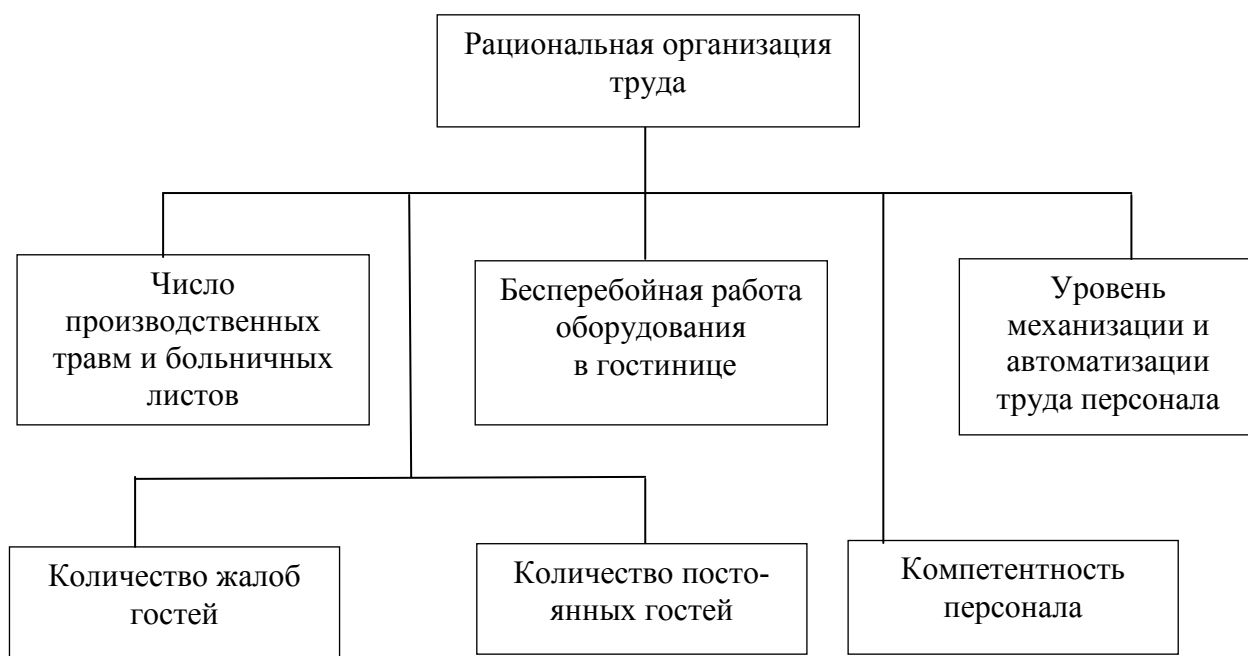 Рациональная организация
труда
Число
производственных
травм и больничных
листов
Бесперебойная работа
оборудования
в гостинице
Уровень
механизации и
автоматизации
труда персонала
Количество жалоб
гостей
Количество посто-
янных гостей
Компетентность
персонала